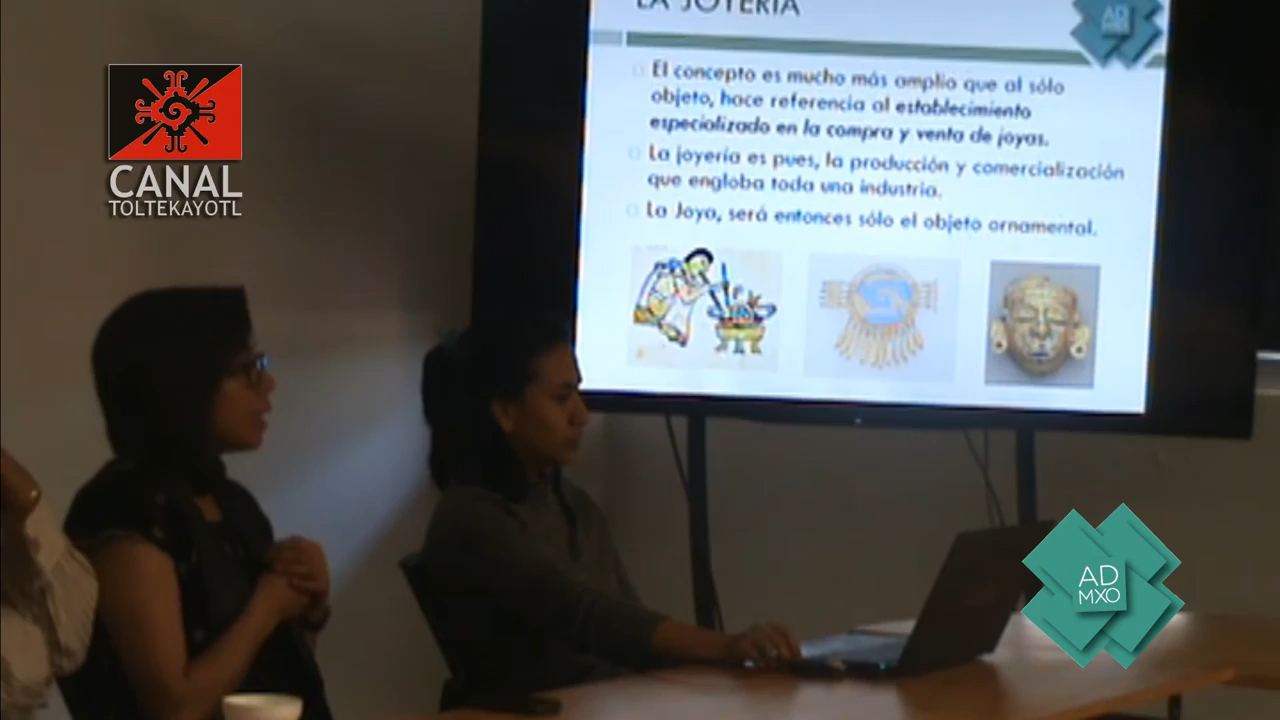 CANAL
TOLTEKAYOTL
LA JOYERÍA
AD
El concepto es mucho más amplio que al sólo
objeto, hace referencia al establecimiento
especializado en la compra y venta de joyas.
La joyería es pues, la producción y comercialización
que engloba toda una industria.
La Joya, será entonces sólo el objeto ornamental.
AD
MXO